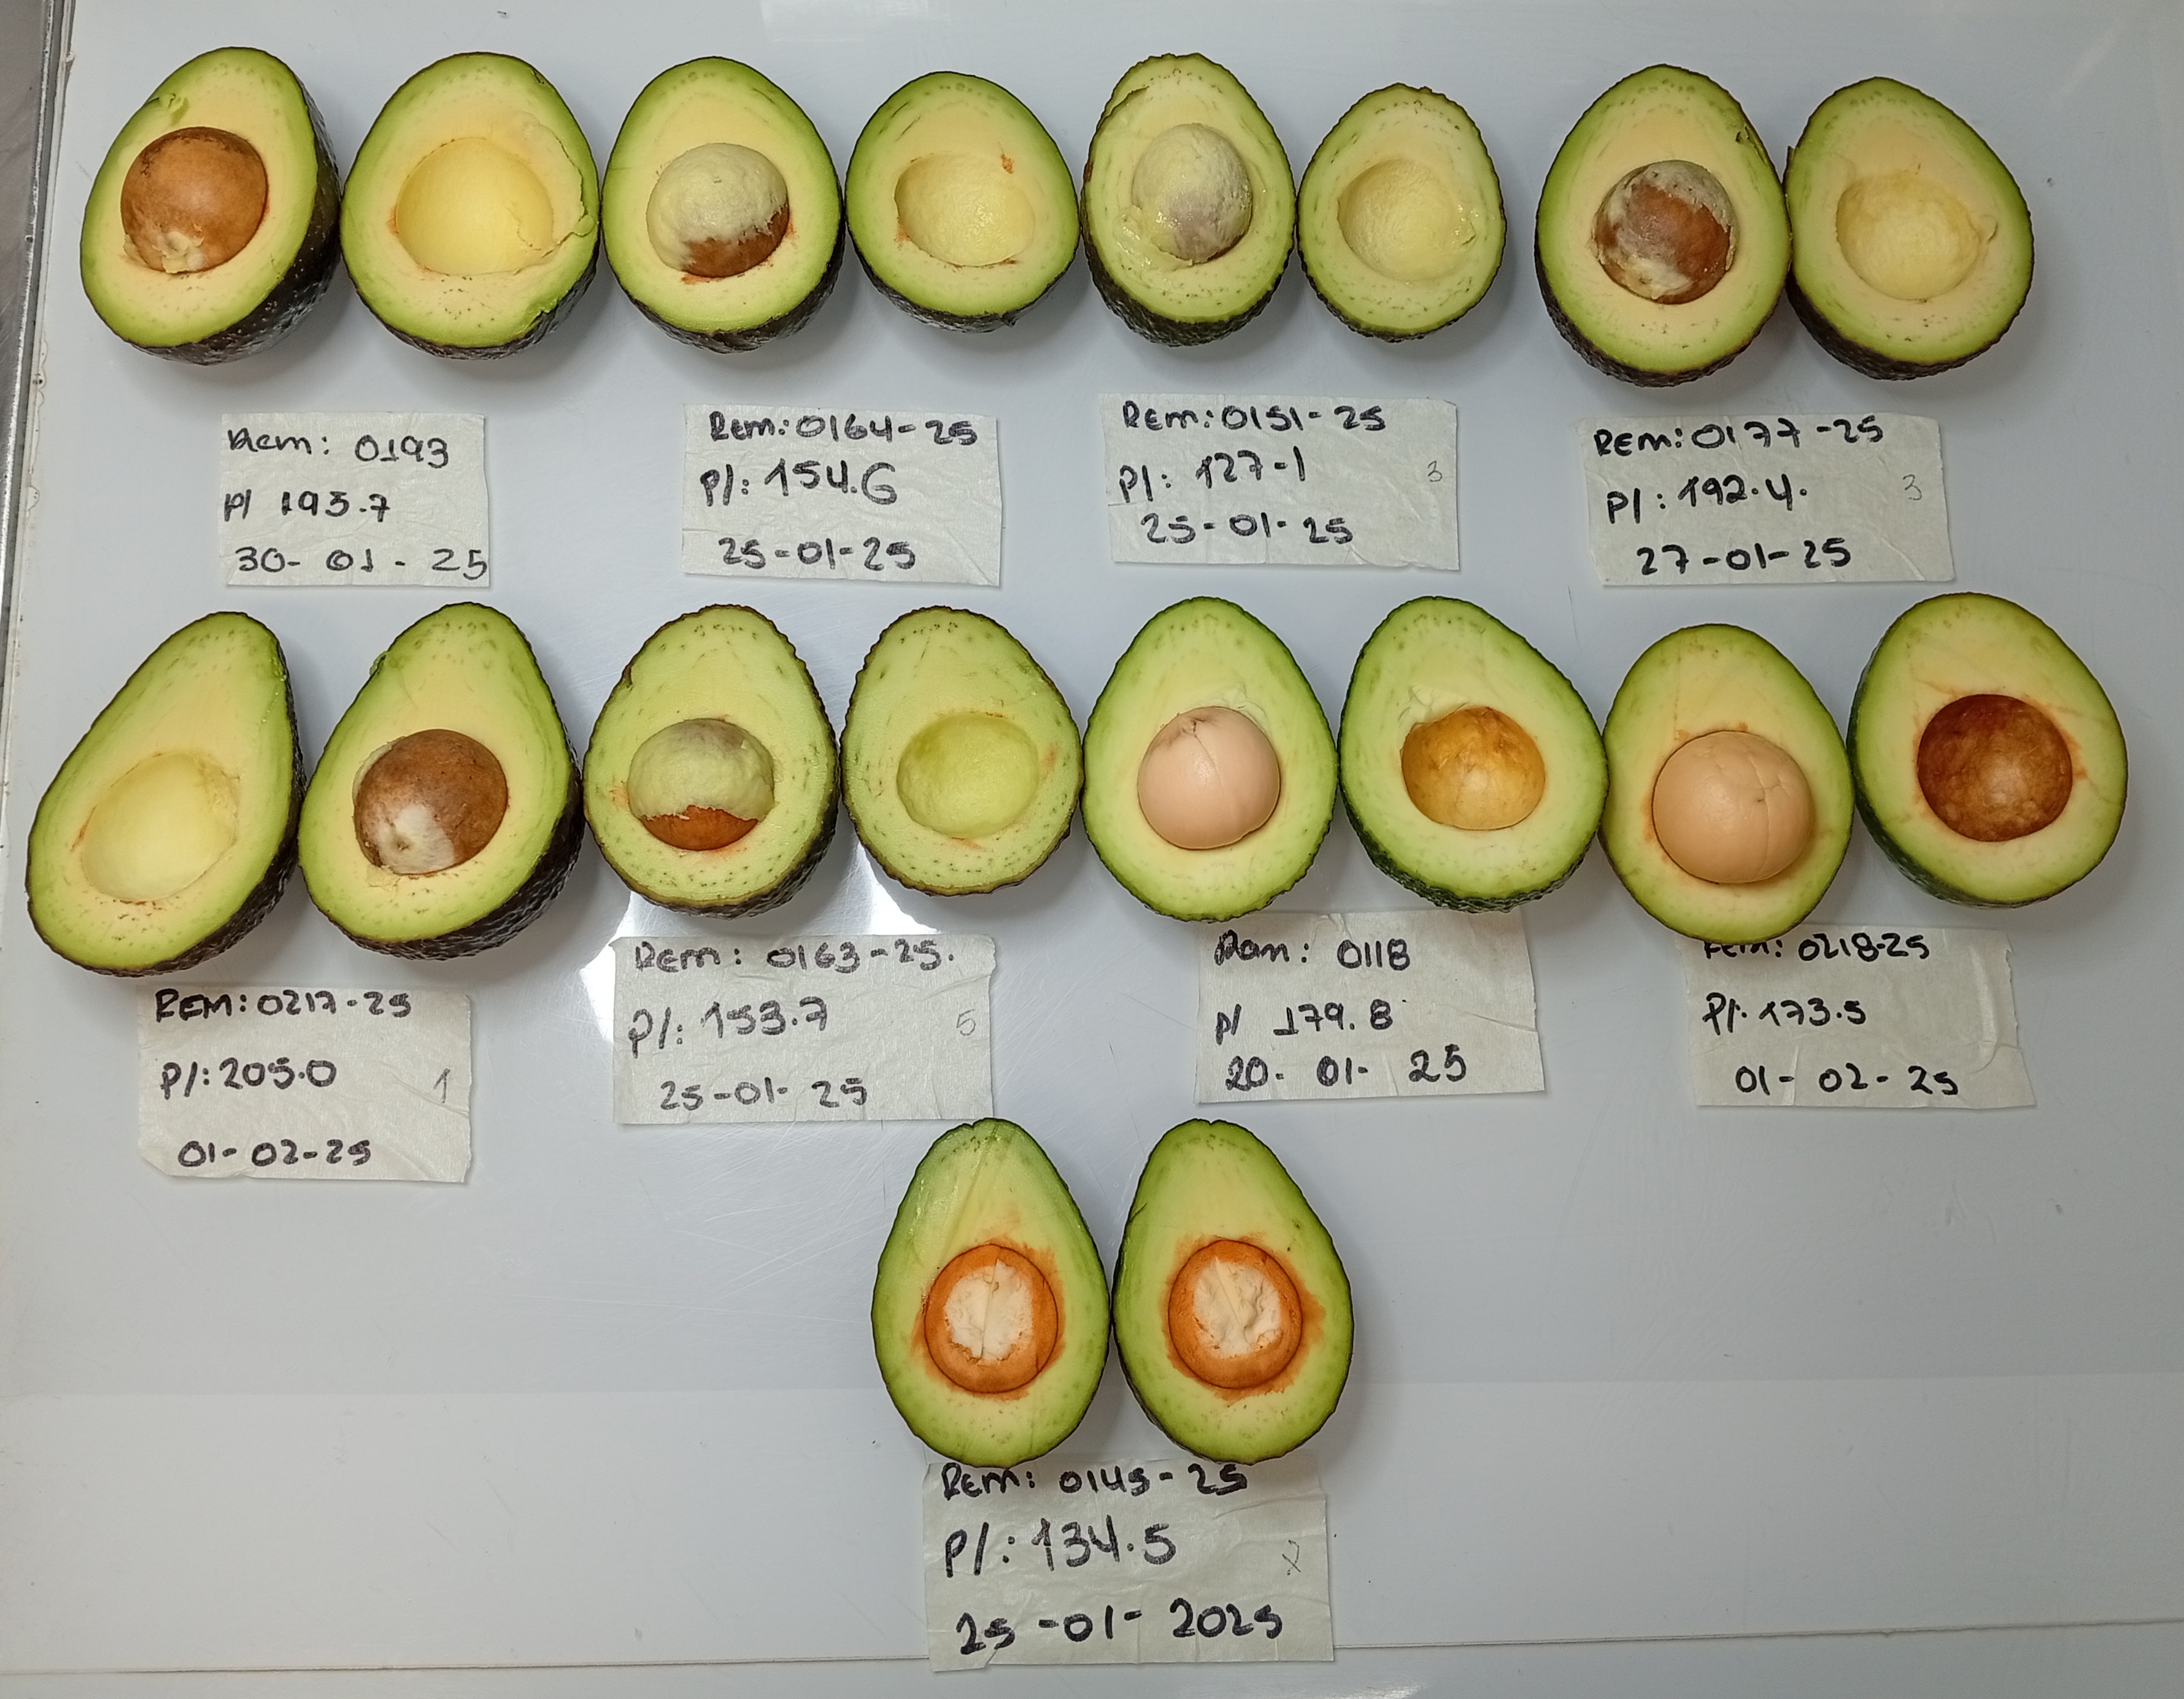 Rem: 0193
P/ 193.7
30-01-25
Rem: 0164-25
P/: 154.6
25-01-25
Rem: 0151-25
P/: 127-1
3
25-01-25
REM: 0177-25
P/: 192.4.
3
27-01-25
REM: 0217-25
P/: 205.0
1
01-02-25
Rem: 0163-25.
P/: 153.7
5
25-01-25
Rem: 0118
P/ 179.8
20-01-25
Rem: 0218-25
P/. 173.5
01-02-25
Rem: 0145-25
P/: 134.5
25-01-2025